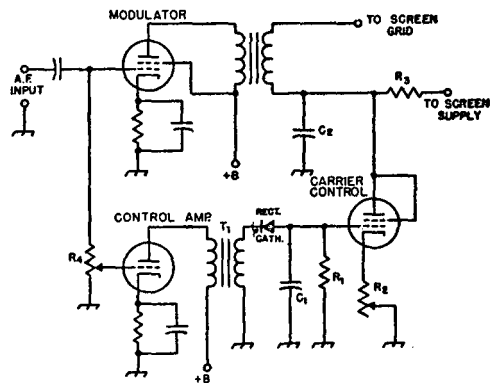 MODULATOR
TO SCREEN
GRID
A.F.
INPUT
R3
TO SCREEN
SUPPLY
C2
+B
CARRIER
CONTROL
CONTROL AMP.
T1
RECT.
CATH.
R4
C1
R1
R2
+B